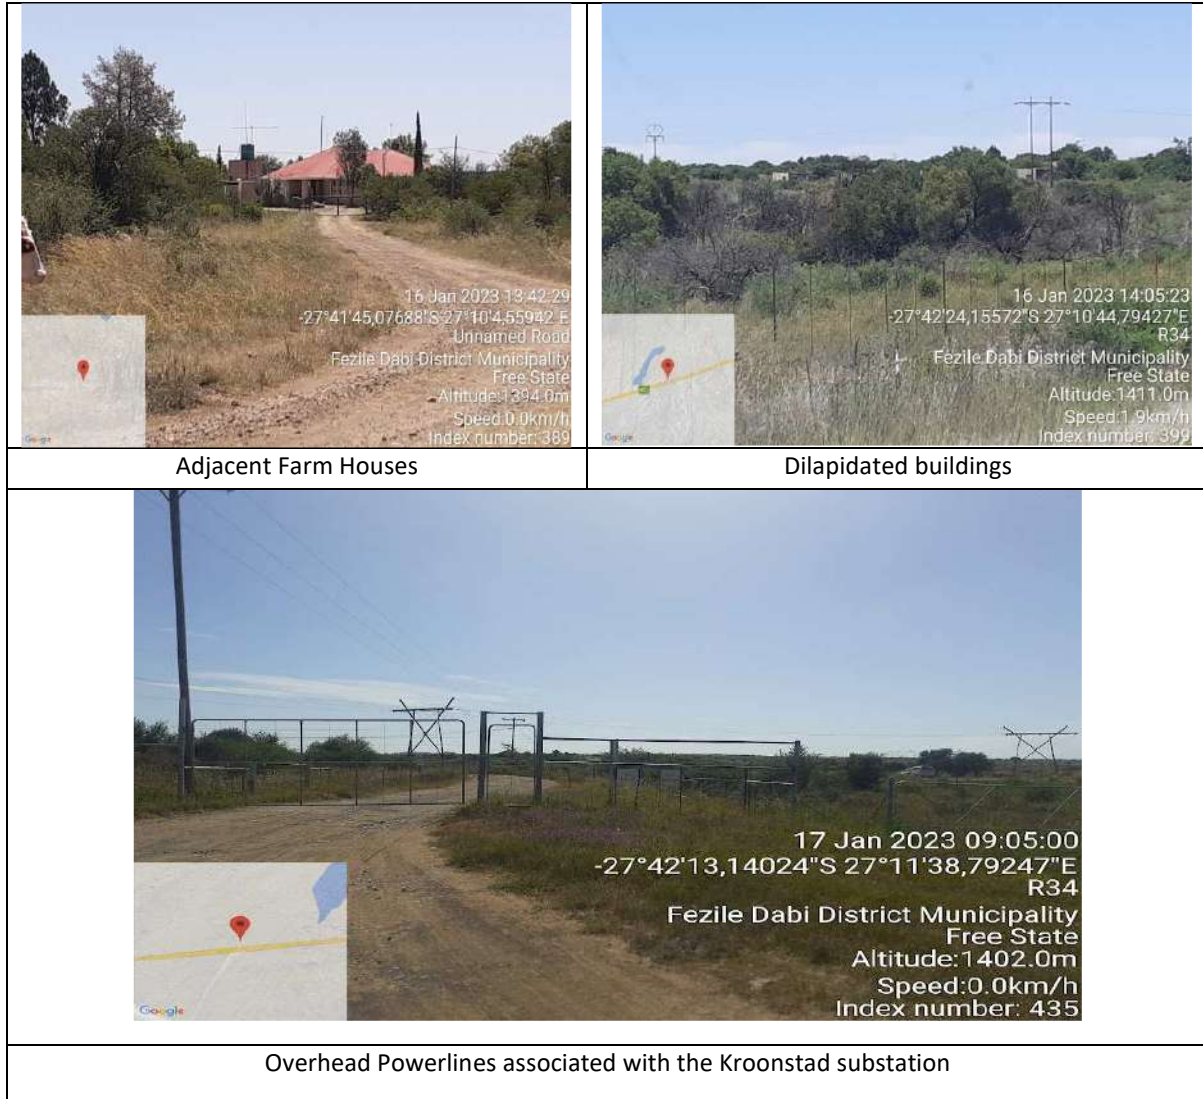 16 Jan 2023 13:42:29
-27°41'45,07688"S 27°10'4,55942"E
Unnamed Road
Fezile Dabi District Municipality
Free State
Altitude:1394.0m
Speed:0.0km/h
Index number: 389
Google
16 Jan 2023 14:05:23
-27°42'24,15572"S 27°10'44,79427"E
R34
Fezile Dabi District Municipality
Free State
Altitude:1411.0m
Speed:1.9km/h
Index number: 399
Google
Adjacent Farm Houses
Dilapidated buildings
17 Jan 2023 09:05:00
-27°42'13,14024"S 27°11'38,79247"E
R34
Fezile Dabi District Municipality
Free State
Altitude:1402.0m
Speed:0.0km/h
Index number: 435
Google
Overhead Powerlines associated with the Kroonstad substation